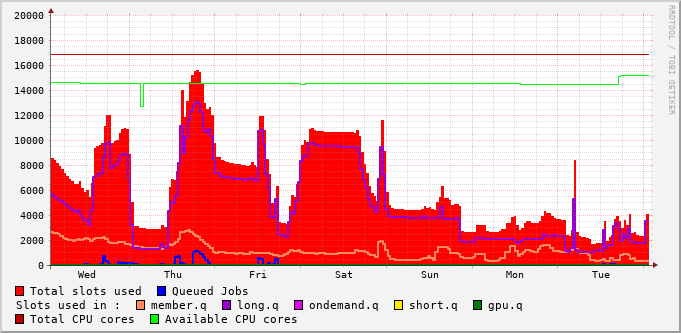 20000
18000
16000
14000
12000
10000
8000
6000
4000
2000
0
Wed Thu Fri Sat Sun Mon Tue
RRDTOOL / TOBI OETIKER
Total slots used Queued Jobs
Slots used in : member.q long.q ondemand.q short.q gpu.q
Total CPU cores Available CPU cores